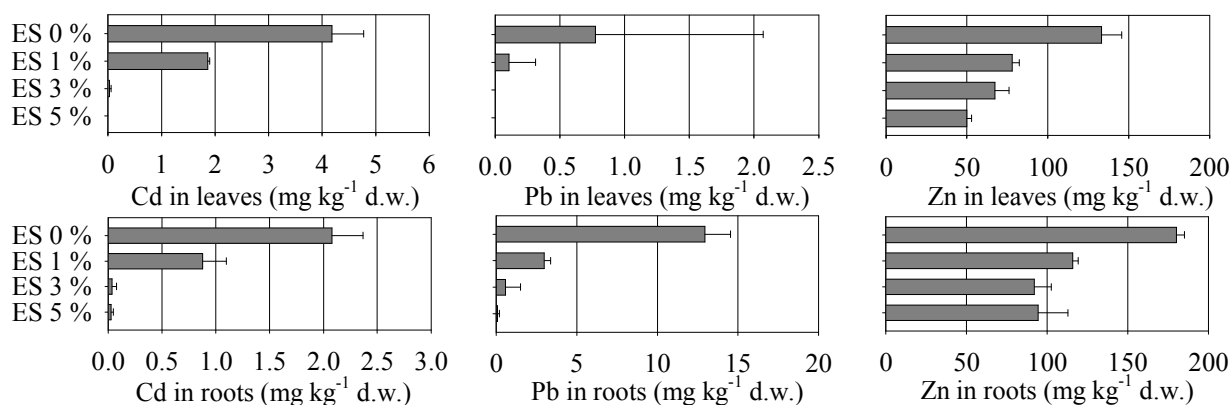 ES 0 %
ES 1 %
ES 3 %
ES 5 %
0 1 2 3 4 5 6
Cd in leaves (mg kg⁻¹ d.w.)
0.0 0.5 1.0 1.5 2.0 2.5
Pb in leaves (mg kg⁻¹ d.w.)
0 50 100 150 200
Zn in leaves (mg kg⁻¹ d.w.)
ES 0 %
ES 1 %
ES 3 %
ES 5 %
0.0 0.5 1.0 1.5 2.0 2.5 3.0
Cd in roots (mg kg⁻¹ d.w.)
0 5 10 15 20
Pb in roots (mg kg⁻¹ d.w.)
0 50 100 150 200
Zn in roots (mg kg⁻¹ d.w.)